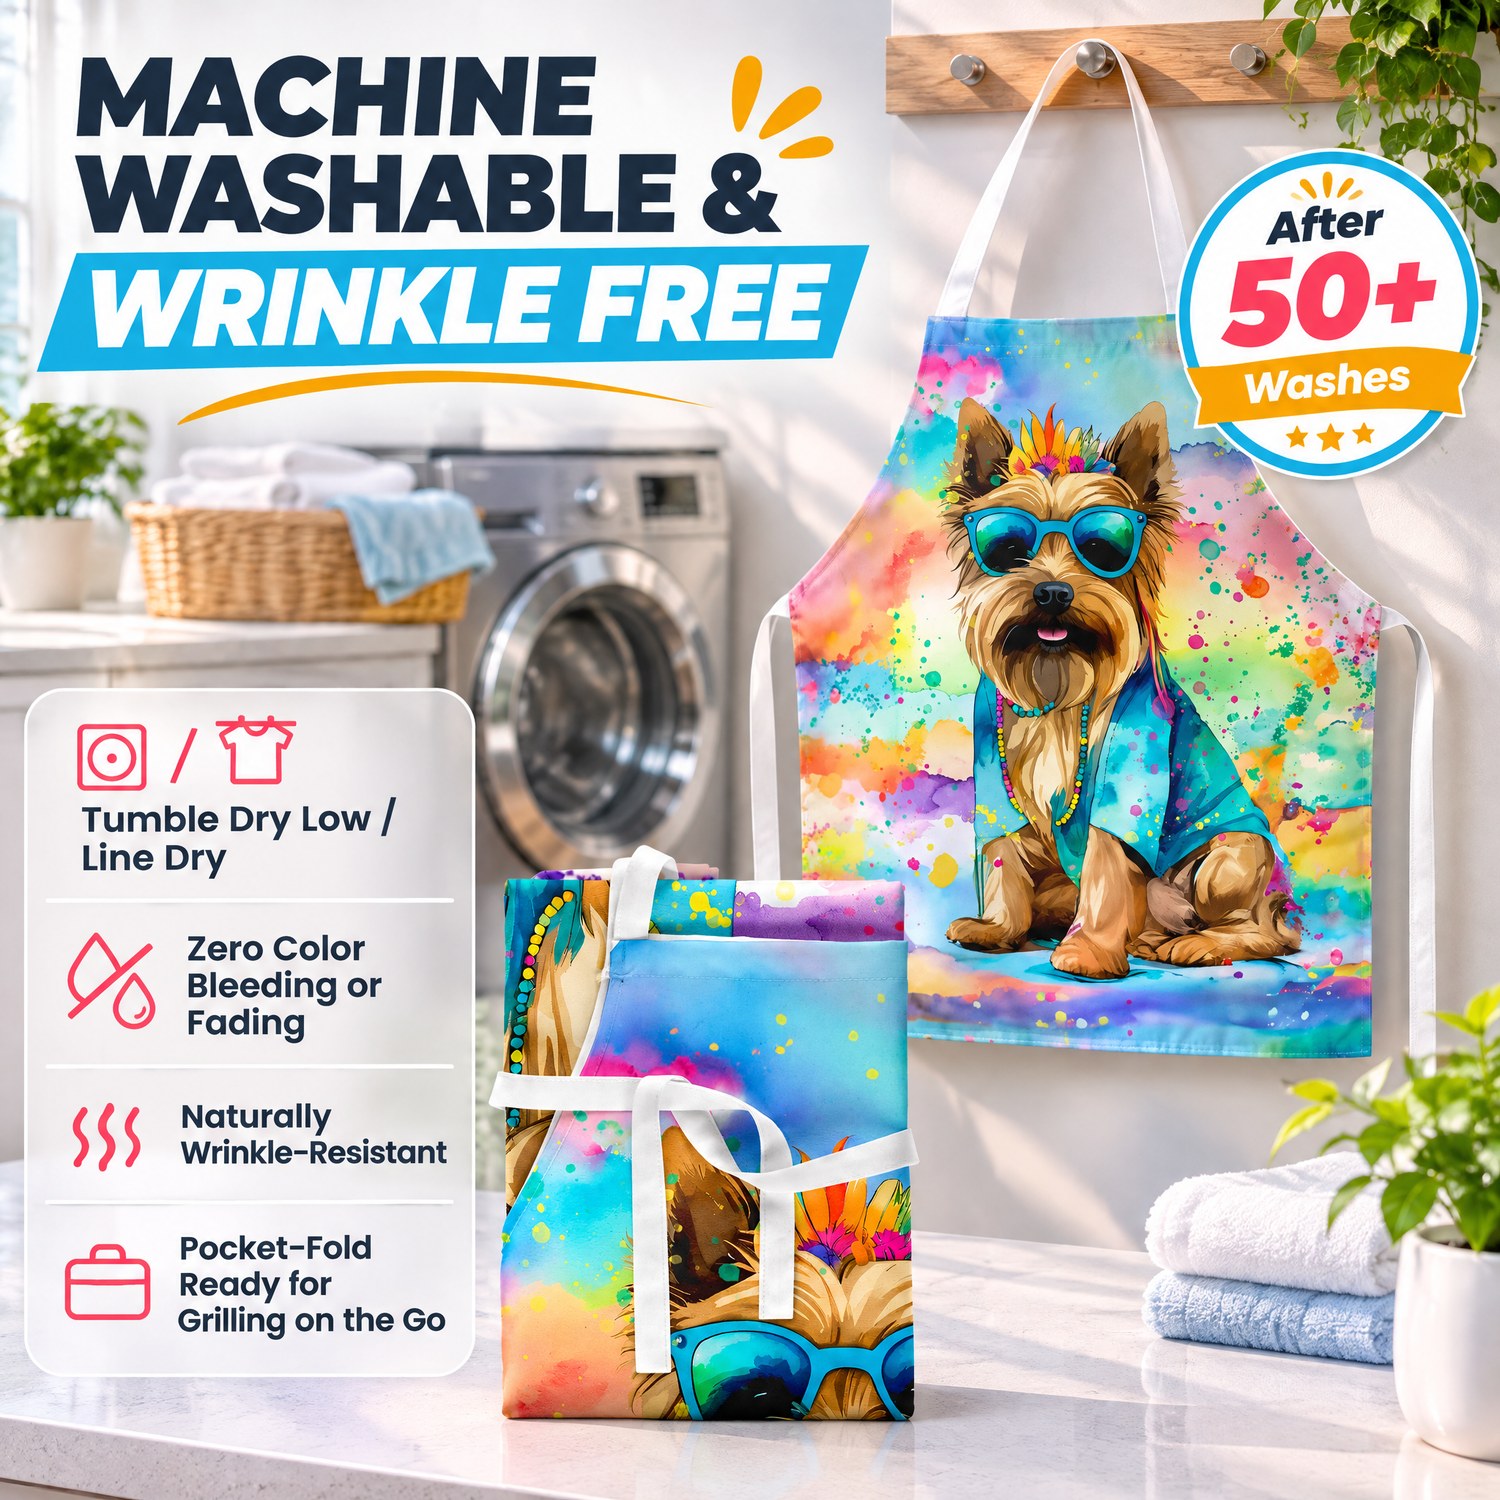 MACHINE
WASHABLE &
WRINKLE FREE
After
50+
Washes
Tumble Dry Low /
Line Dry
Zero Color
Bleeding or
Fading
Naturally
Wrinkle-Resistant
Pocket-Fold
Ready for
Grilling on the Go